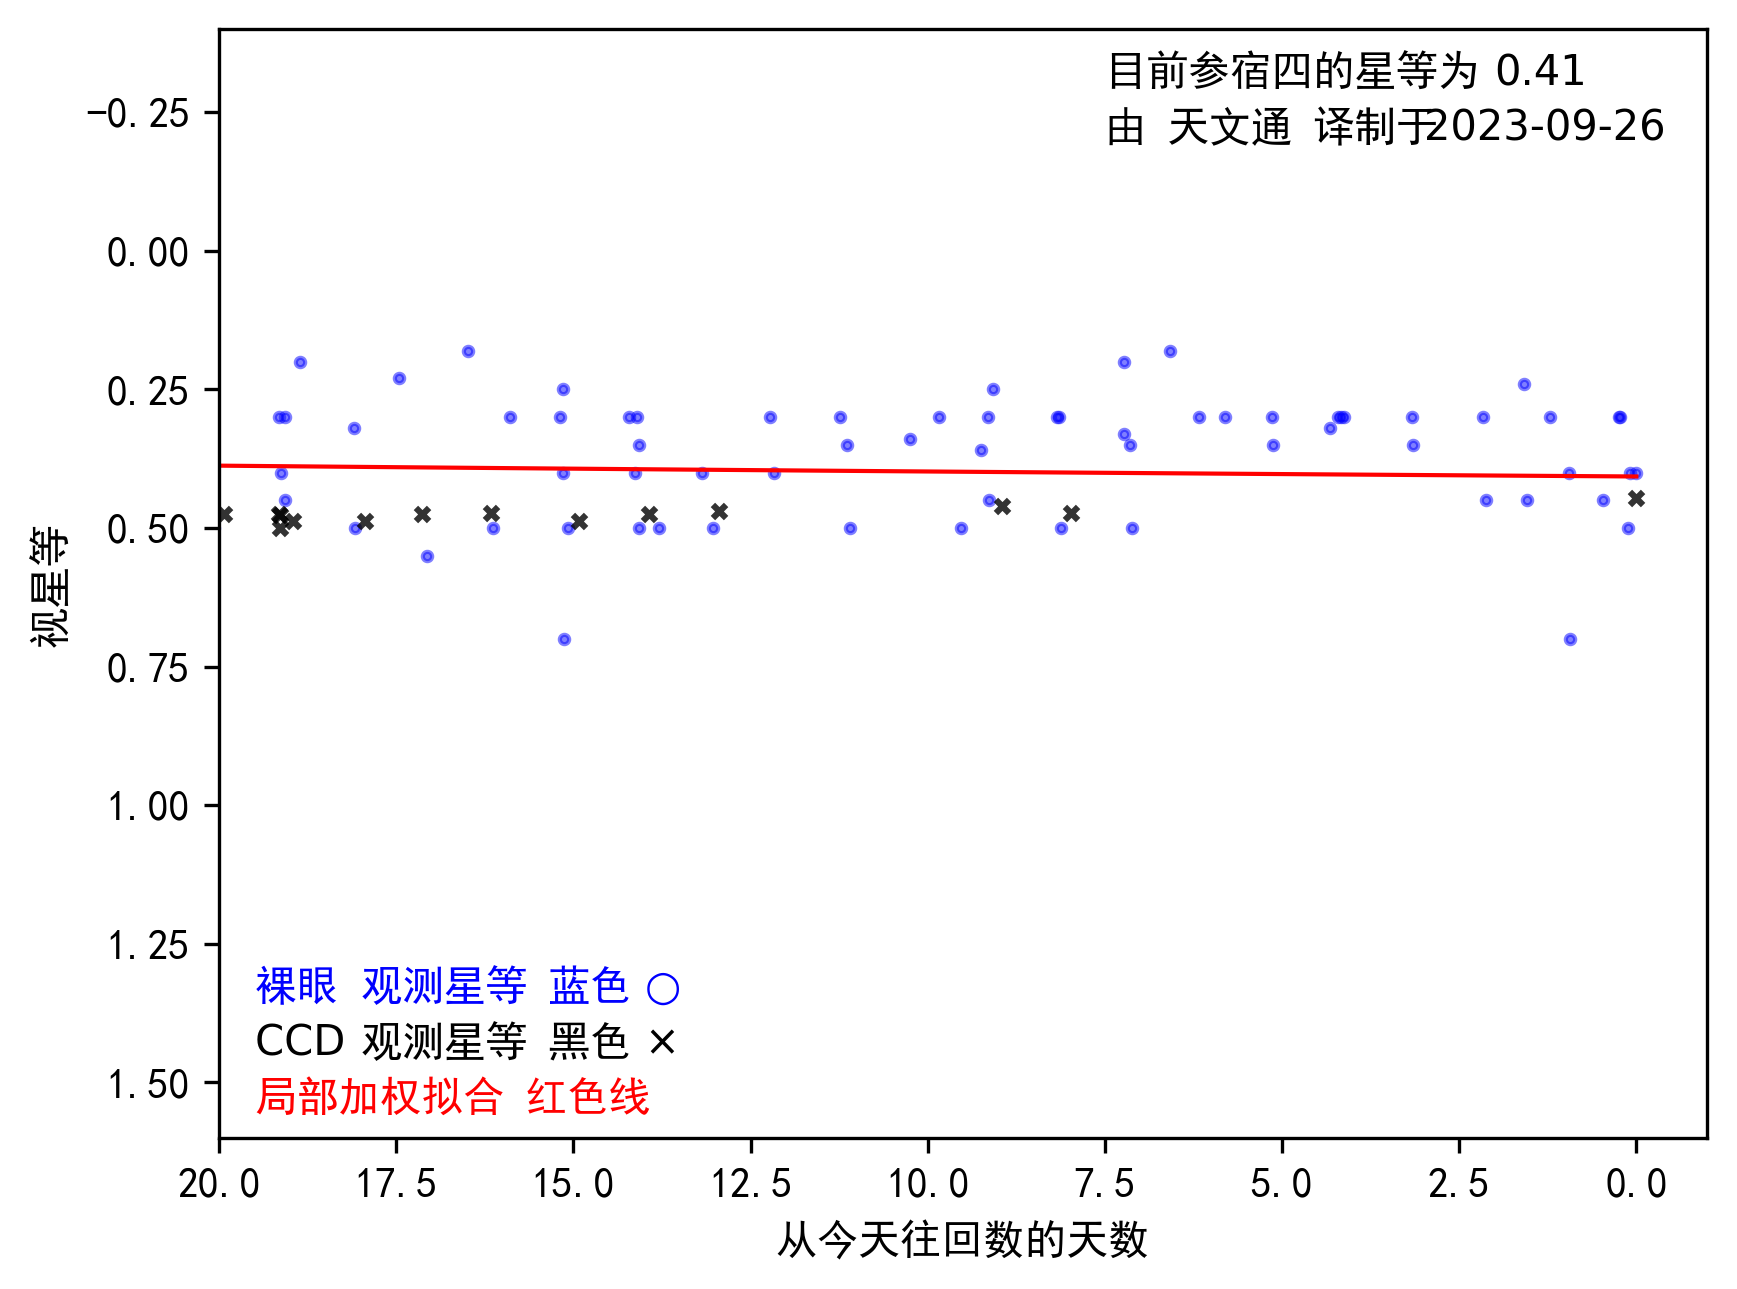 目前参宿四的星等为 0.41
由 天文通 译制于2023-09-26
−0.25
0.00
0.25
0.50
0.75
1.00
1.25
1.50
视星等
裸眼 观测星等 蓝色 ○
CCD 观测星等 黑色 ×
局部加权拟合 红色线
20.0 17.5 15.0 12.5 10.0 7.5 5.0 2.5 0.0
从今天往回数的天数